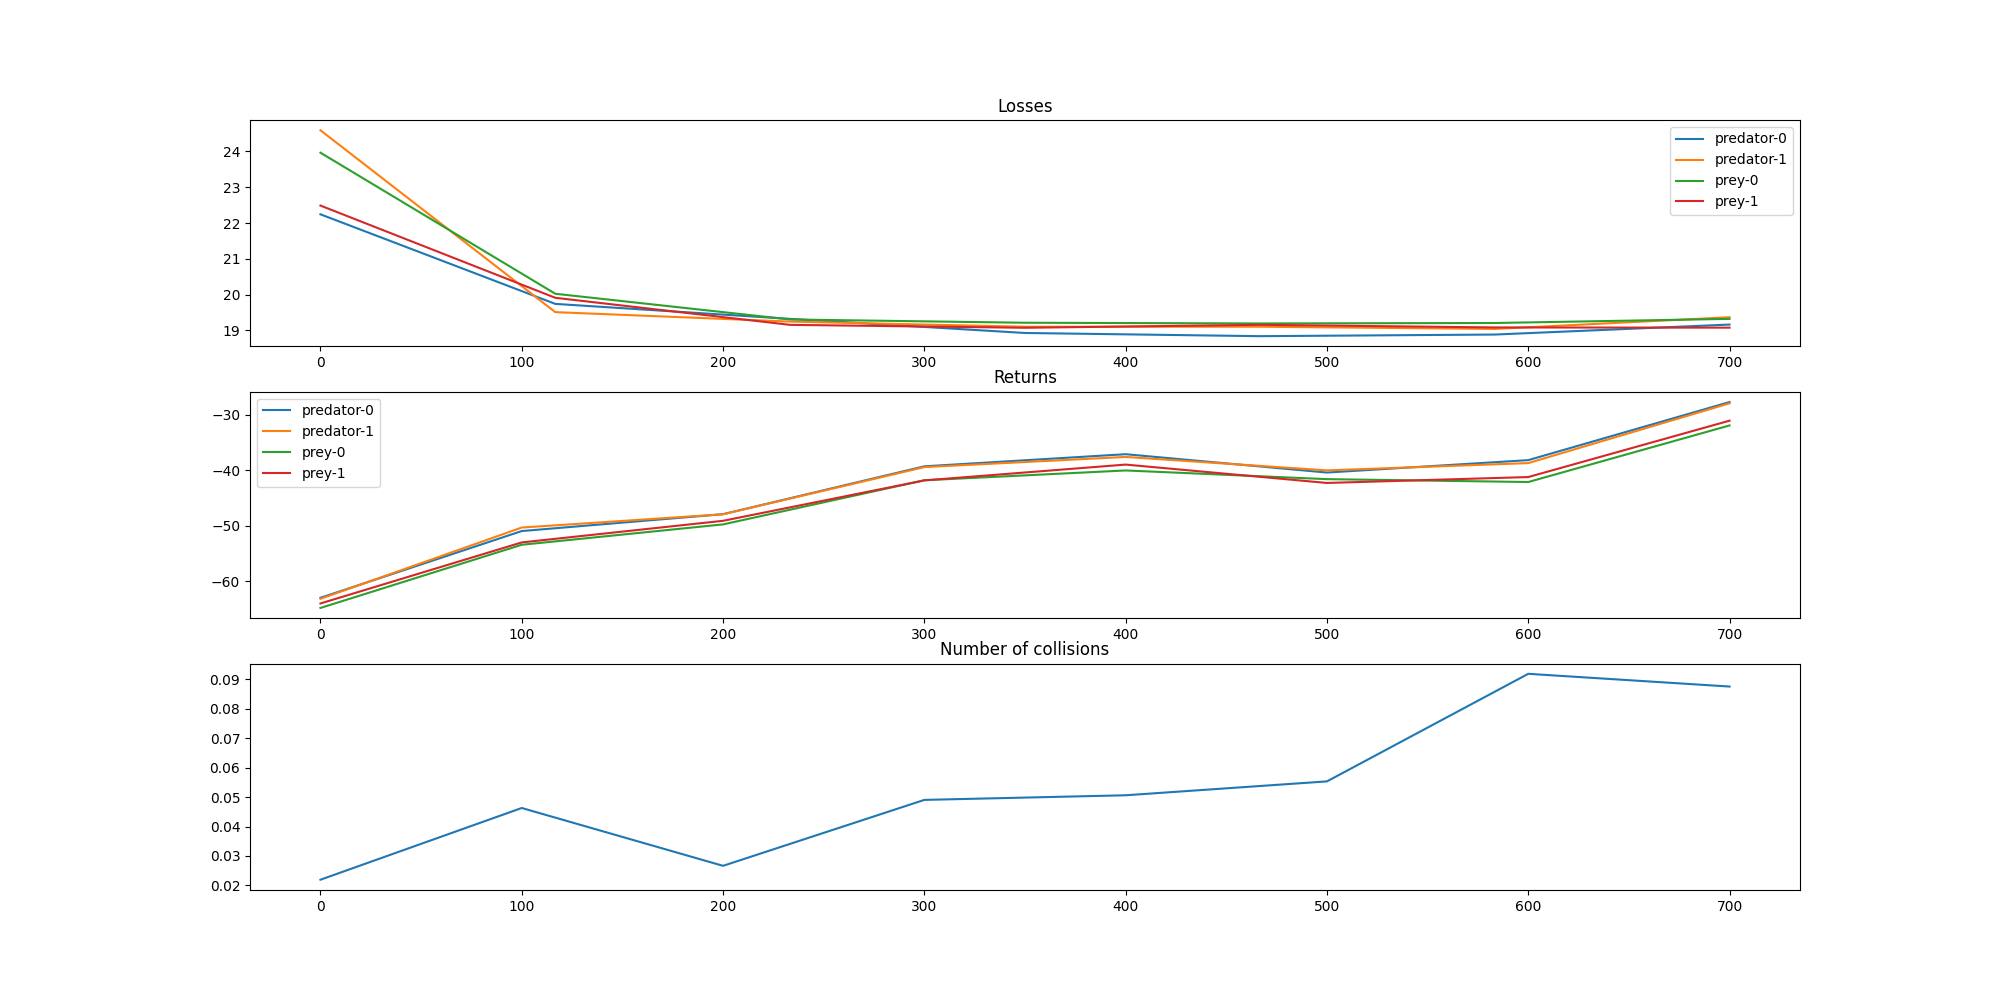 Losses
24
23
22
21
20
19
predator-0
predator-1
prey-0
prey-1
0 100 200 300 400 500 600 700
Returns
−30
−40
−50
−60
predator-0
predator-1
prey-0
prey-1
0 100 200 300 400 500 600 700
Number of collisions
0.09
0.08
0.07
0.06
0.05
0.04
0.03
0.02
0 100 200 300 400 500 600 700